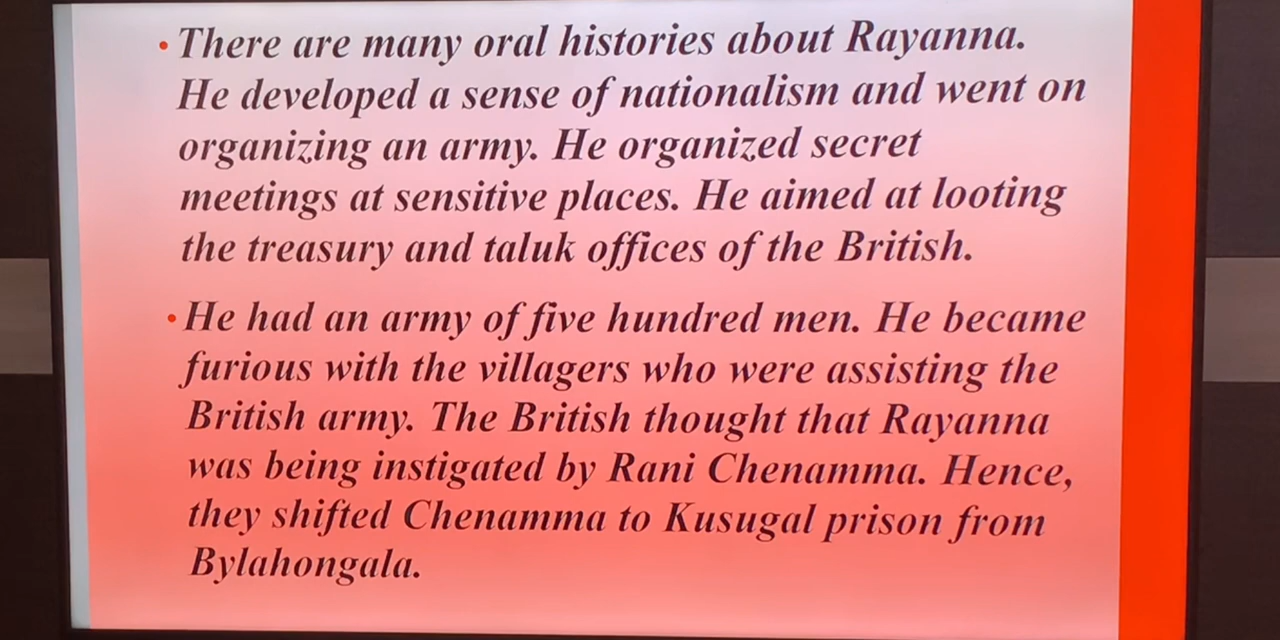 • There are many oral histories about Rayanna.
He developed a sense of nationalism and went on
organizing an army. He organized secret
meetings at sensitive places. He aimed at looting
the treasury and taluk offices of the British.
• He had an army of five hundred men. He became
furious with the villagers who were assisting the
British army. The British thought that Rayanna
was being instigated by Rani Chenamma. Hence,
they shifted Chenamma to Kusugal prison from
Bylahongala.